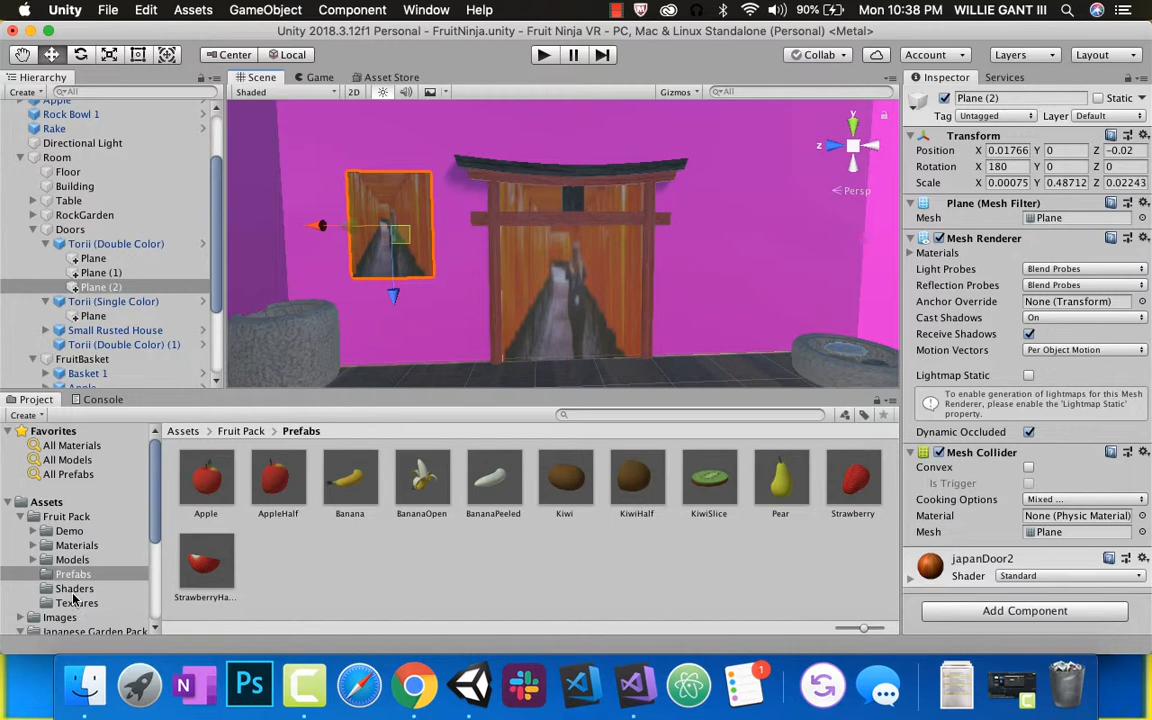 Unity File Edit Assets GameObject Component Window Help 90% Mon 10:38 PM WILLIE GANT III
Unity 2018.3.12f1 Personal - FruitNinja.unity - Fruit Ninja VR - PC, Mac & Linux Standalone (Personal) <Metal>
Center Local Collab Account Layers Layout
Hierarchy Scene Game Asset Store Inspector Services
Create All Shaded 2D Gizmos All
Apple
Rock Bowl 1
Rake
Directional Light
Room
Floor
Building
Table
RockGarden
Doors
Torii (Double Color)
Plane
Plane (1)
Plane (2)
Torii (Single Color)
Plane
Small Rusted House
Torii (Double Color) (1)
FruitBasket
Basket 1
Apple
y
z
Persp
Plane (2) Static
Tag Untagged Layer Default
Transform
Position X 0.01766 Y 0 Z -0.02
Rotation X 180 Y 0 Z 0
Scale X 0.00075 Y 0.48712 Z 0.02243
Plane (Mesh Filter)
Mesh Plane
Mesh Renderer
Materials
Light Probes Blend Probes
Reflection Probes Blend Probes
Anchor Override None (Transform)
Cast Shadows On
Receive Shadows
Motion Vectors Per Object Motion
Lightmap Static
To enable generation of lightmaps for this Mesh
Renderer, please enable the 'Lightmap Static'
property.
Dynamic Occluded
Mesh Collider
Convex
Is Trigger
Cooking Options Mixed ...
Material None (Physic Material)
Mesh Plane
japanDoor2
Shader Standard
Add Component
Project Console
Create
Favorites
All Materials
All Models
All Prefabs
Assets
Fruit Pack
Demo
Materials
Models
Prefabs
Shaders
Textures
Images
Japanese Garden Pack
Assets Fruit Pack Prefabs
Apple AppleHalf Banana BananaOpen BananaPeeled Kiwi KiwiHalf KiwiSlice Pear Strawberry
StrawberryHa...
N Ps C 1